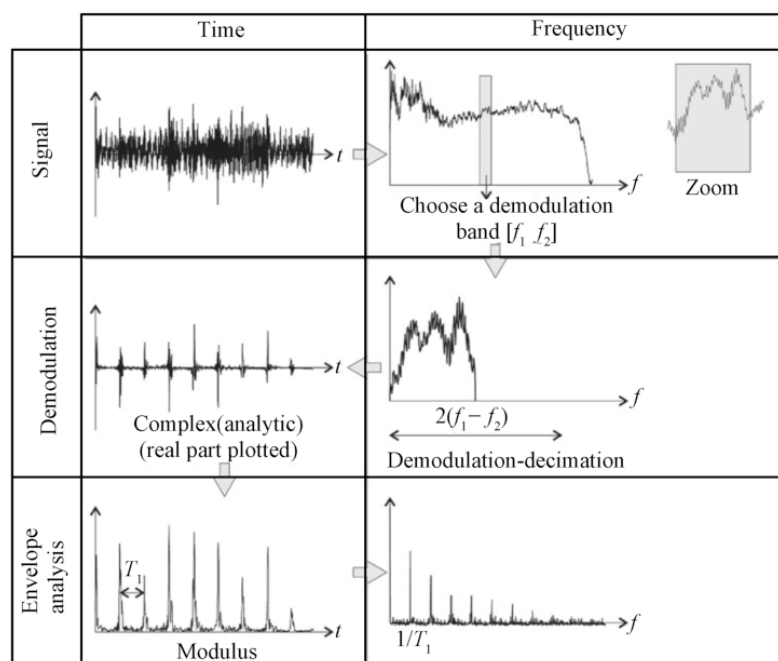 Time
Frequency
Signal
t
f
Zoom
Choose a demodulation
band [f₁ f₂]
Demodulation
t
Complex(analytic)
(real part plotted)
f
2(f₁− f₂)
Demodulation-decimation
Envelope
analysis
T₁
t
Modulus
f
1/T₁